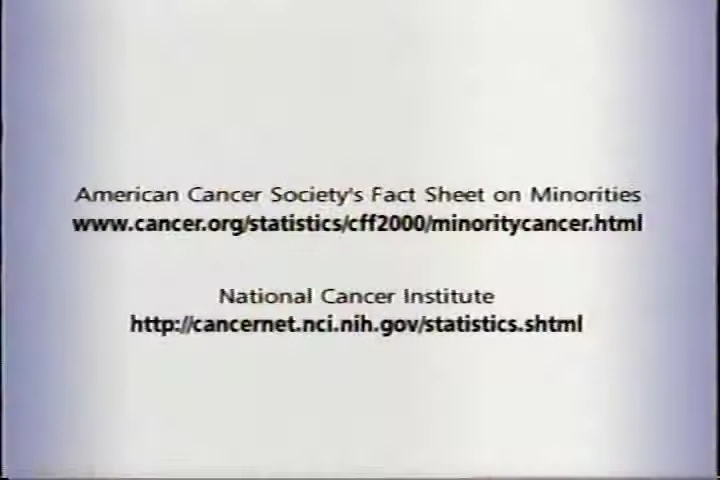 American Cancer Society's Fact Sheet on Minorities
www.cancer.org/statistics/cff2000/minoritycancer.html
National Cancer Institute
http://cancernet.nci.nih.gov/statistics.shtml